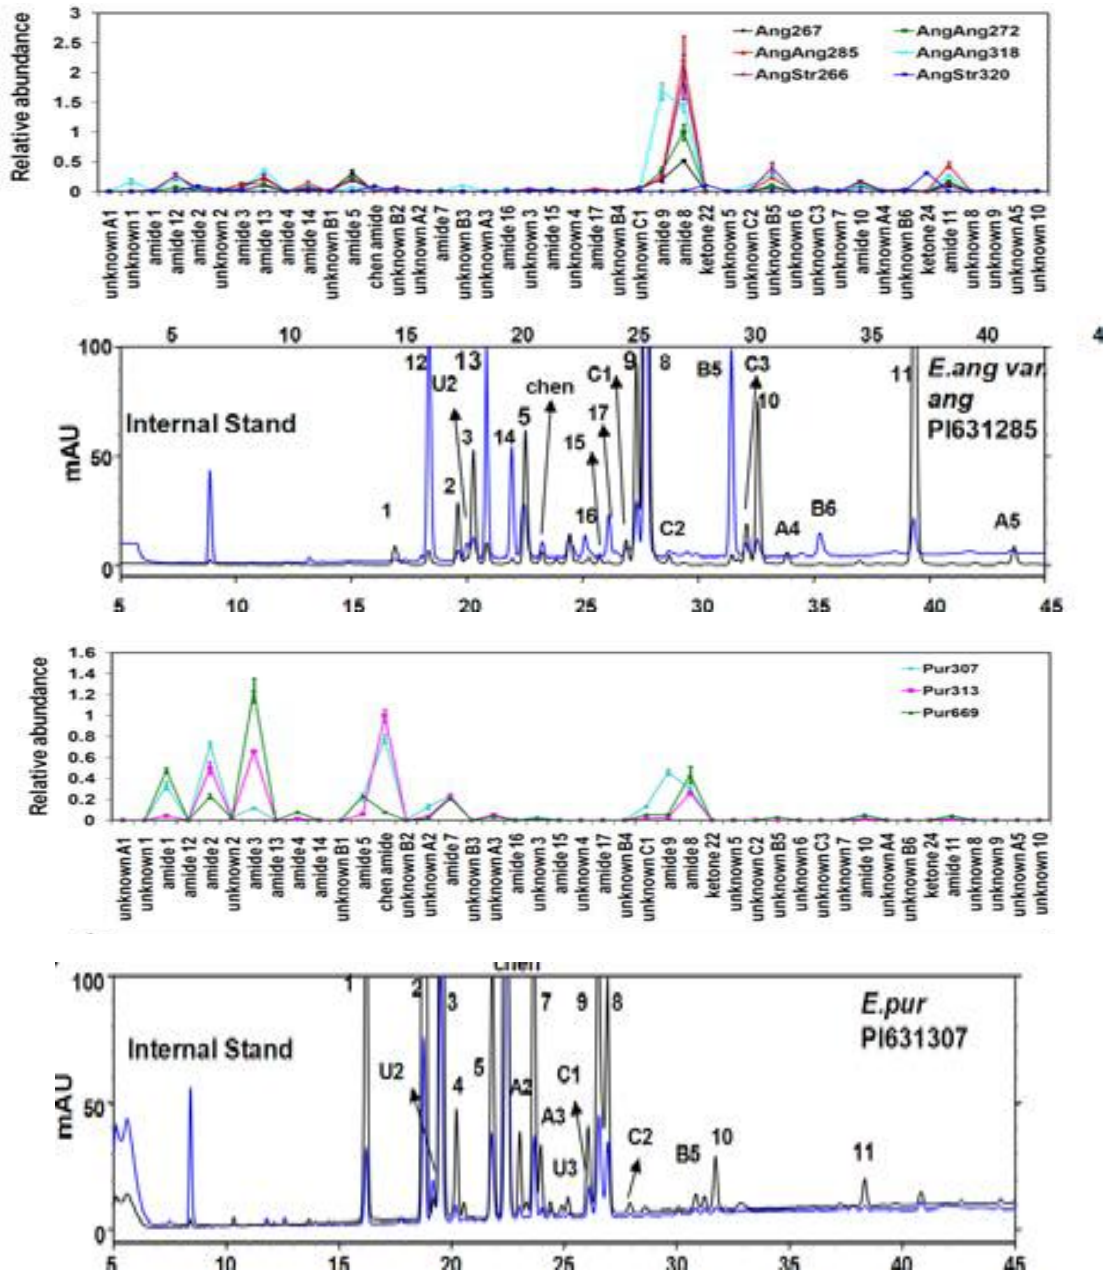 3
2.5
2
1.5
1
0.5
0
Relative abundance
Ang267
AngAng272
AngAng285
AngAng318
AngStr266
AngStr320
unknown A1
unknown 1
amide 1
amide 12
amide 2
unknown 2
amide 3
amide 13
amide 4
amide 14
unknown B1
amide 5
chen amide
unknown B2
unknown A2
amide 7
unknown B3
unknown A3
amide 16
unknown 3
amide 15
unknown 4
amide 17
unknown B4
unknown C1
amide 9
amide 8
ketone 22
unknown 5
unknown C2
unknown B5
unknown 6
unknown C3
unknown 7
amide 10
unknown A4
unknown B6
ketone 24
amide 11
unknown 8
unknown 9
unknown A5
unknown 10
5 10 15 20 25 30 35 40 4
100
50
0
mAU
Internal Stand
1
12
U2
2
3
13
14
5
chen
15
16
17
C1
9
8
C2
B5
C3
10
A4
B6
11
A5
E.ang var.
ang
PI631285
5 10 15 20 25 30 35 40 45
1.6
1.4
1.2
1
0.8
0.6
0.4
0.2
0
Relative abundance
Pur307
Pur313
Pur669
unknown A1
unknown 1
amide 1
amide 12
amide 2
unknown 2
amide 3
amide 13
amide 4
amide 14
unknown B1
amide 5
chen amide
unknown B2
unknown A2
amide 7
unknown B3
unknown A3
amide 16
unknown 3
amide 15
unknown 4
amide 17
unknown B4
unknown C1
amide 9
amide 8
ketone 22
unknown 5
unknown C2
unknown B5
unknown 6
unknown C3
unknown 7
amide 10
unknown A4
unknown B6
ketone 24
amide 11
unknown 8
unknown 9
unknown A5
unknown 10
100
50
0
mAU
Internal Stand
1
U2
2
3
4
5
chen
A2
7
A3
U3
C1
9
8
C2
B5
10
11
E.pur
PI631307
5 10 15 20 25 30 35 40 45